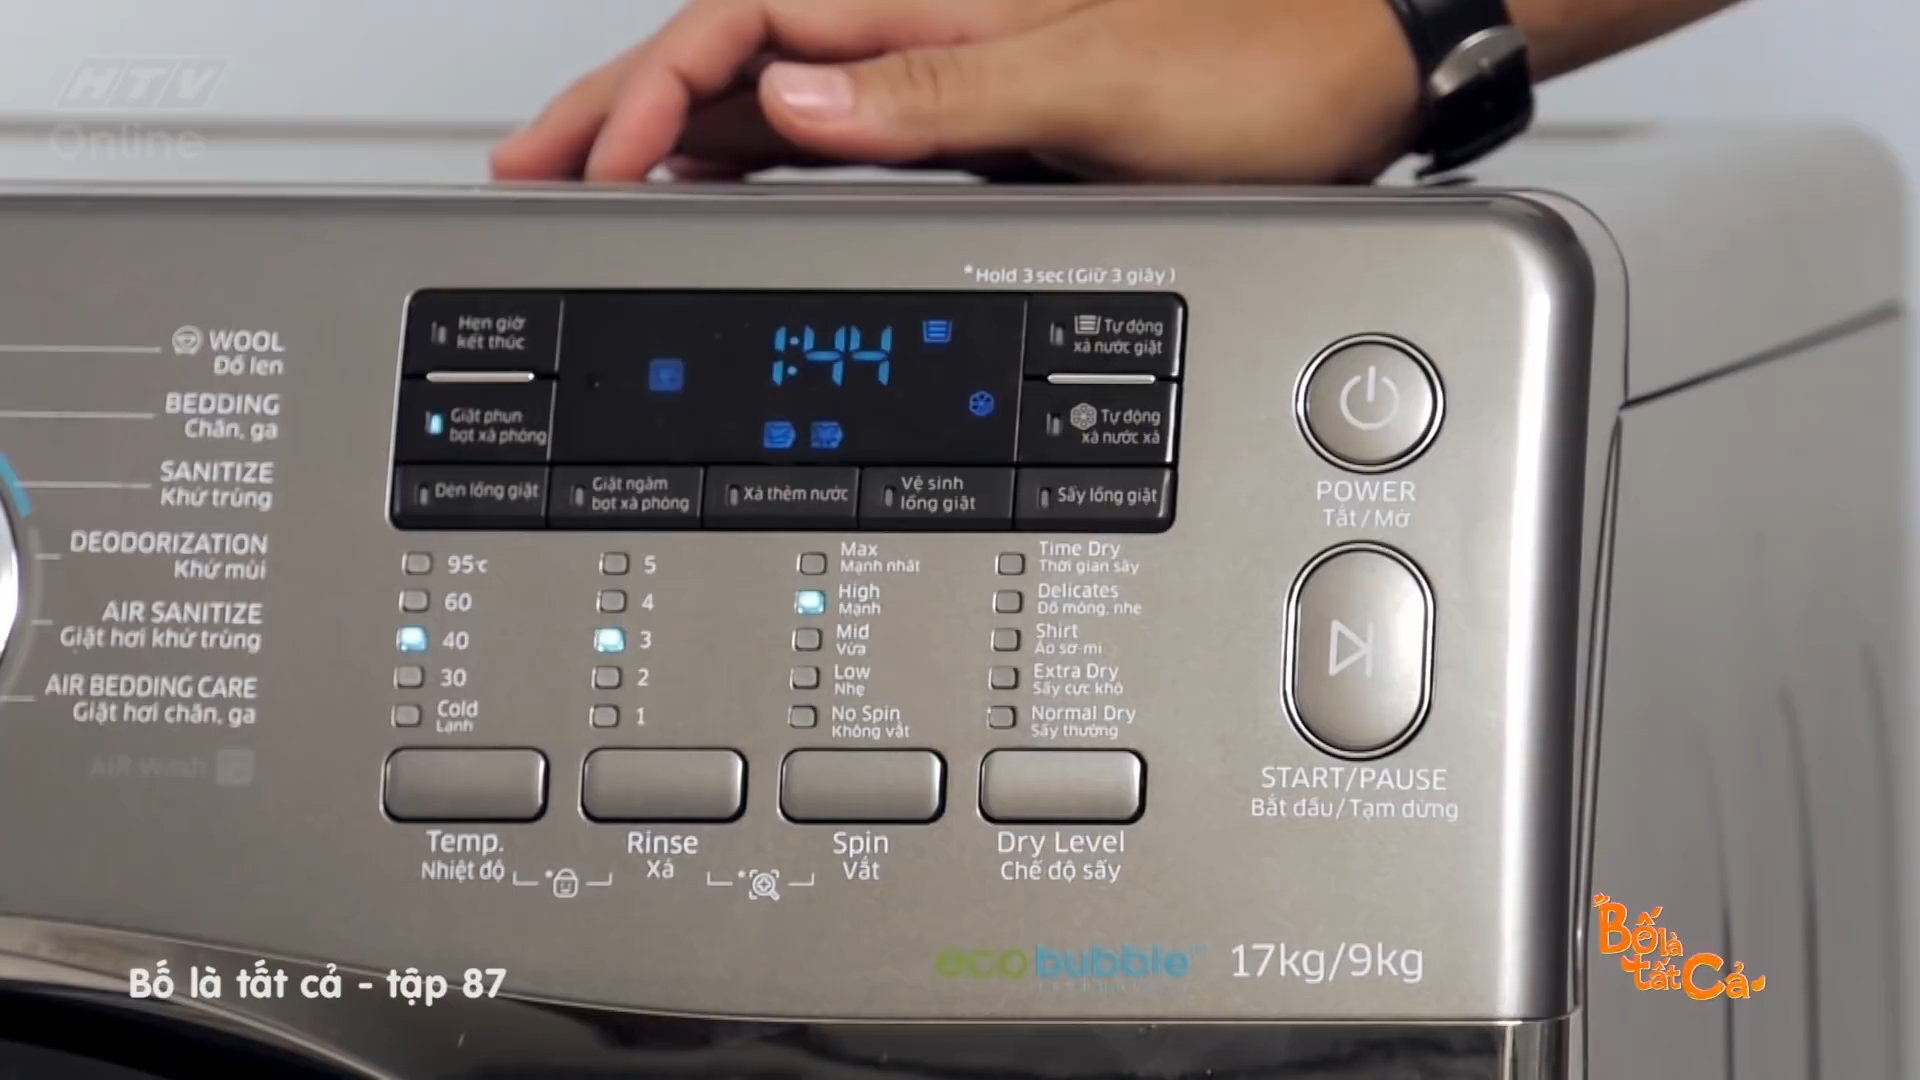 HTV
Online
*Hold 3 sec (Giữ 3 giây)
WOOL
Đồ len
BEDDING
Chăn, ga
SANITIZE
Khử trùng
DEODORIZATION
Khử mùi
AIR SANITIZE
Giặt hơi khử trùng
AIR BEDDING CARE
Giặt hơi chăn, ga
AIR Wash
Hẹn giờ
kết thúc
Giặt phun
bọt xà phòng
1:44
Tự động
xả nước giặt
Tự động
xả nước xả
Đèn lồng giặt
Giặt ngâm
bọt xà phòng
Xả thêm nước
Vệ sinh
lồng giặt
Sấy lồng giặt
95℃
60
40
30
Cold
Lạnh
Temp.
Nhiệt độ
5
4
3
2
1
Rinse
Xả
Max
Mạnh nhất
High
Mạnh
Mid
Vừa
Low
Nhẹ
No Spin
Không vắt
Spin
Vắt
Time Dry
Thời gian sấy
Delicates
Đồ mỏng, nhẹ
Shirt
Áo sơ-mi
Extra Dry
Sấy cực khô
Normal Dry
Sấy thường
Dry Level
Chế độ sấy
POWER
Tắt/Mở
START/PAUSE
Bắt đầu/Tạm dừng
eco bubble™ 17kg/9kg
Bố là tất cả - tập 87
Bố là tất cả